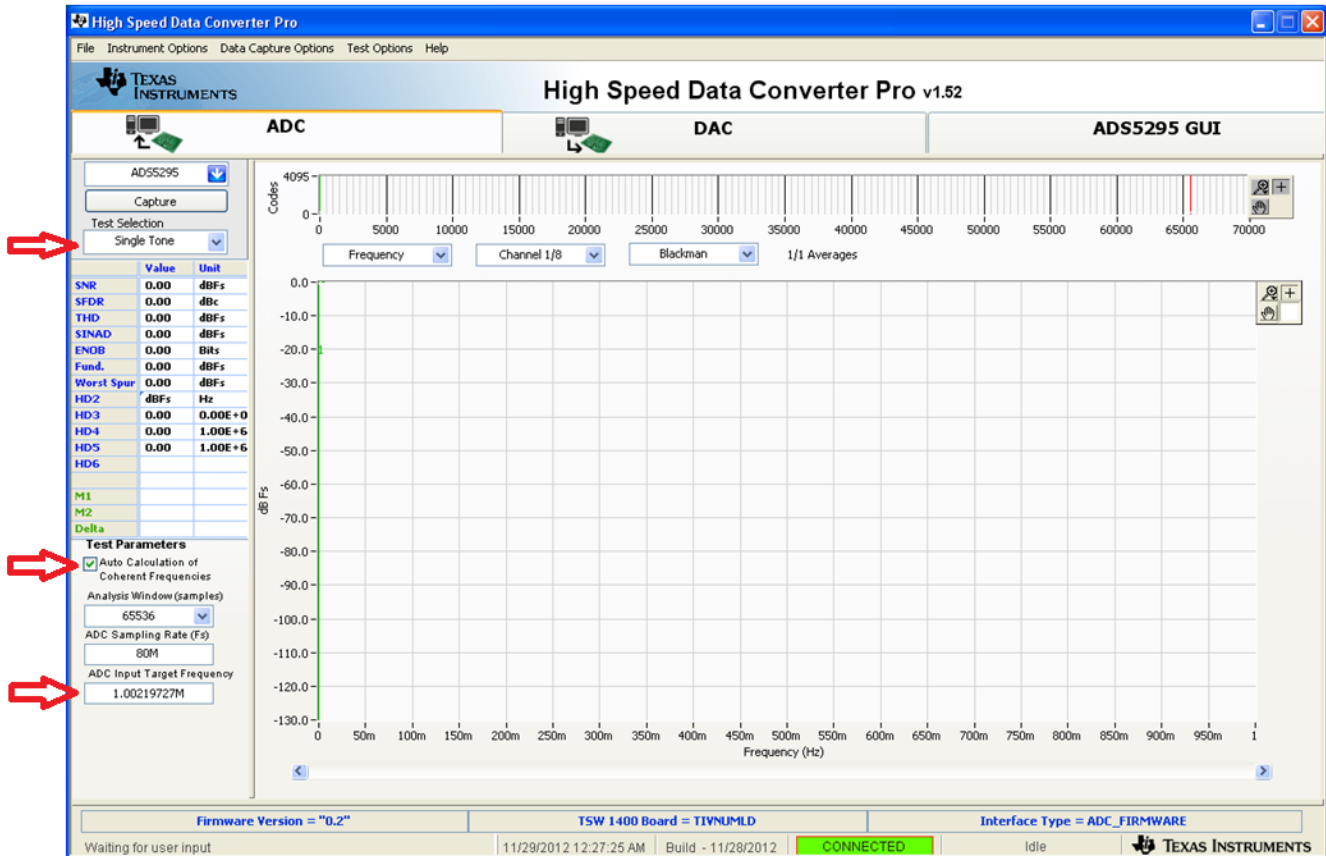 High Speed Data Converter Pro
File Instrument Options Data Capture Options Test Options Help
TEXAS INSTRUMENTS
High Speed Data Converter Pro v1.52
ADC
DAC
ADS5295 GUI
ADS5295
Capture
Test Selection
Single Tone
Value Unit
SNR 0.00 dBFs
SFDR 0.00 dBc
THD 0.00 dBFs
SINAD 0.00 dBFs
ENOB 0.00 Bits
Fund. 0.00 dBFs
Worst Spur 0.00 dBFs
HD2 dBFs Hz
HD3 0.00 0.00E+0
HD4 0.00 1.00E+6
HD5 0.00 1.00E+6
HD6
M1
M2
Delta
Test Parameters
Auto Calculation of
Coherent Frequencies
Analysis Window (samples)
65536
ADC Sampling Rate (Fs)
80M
ADC Input Target Frequency
1.00219727M
Codes
4095
0
0 5000 10000 15000 20000 25000 30000 35000 40000 45000 50000 55000 60000 65000 70000
Frequency Channel 1/8 Blackman 1/1 Averages
dB Fs
0.0
-10.0
-20.0
1
-30.0
-40.0
-50.0
-60.0
-70.0
-80.0
-90.0
-100.0
-110.0
-120.0
-130.0
0 50m 100m 150m 200m 250m 300m 350m 400m 450m 500m 550m 600m 650m 700m 750m 800m 850m 900m 950m 1
Frequency (Hz)
Firmware Version = "0.2" TSW 1400 Board = TIVNUMLD Interface Type = ADC_FIRMWARE
Waiting for user input 11/29/2012 12:27:25 AM Build - 11/28/2012 CONNECTED Idle TEXAS INSTRUMENTS